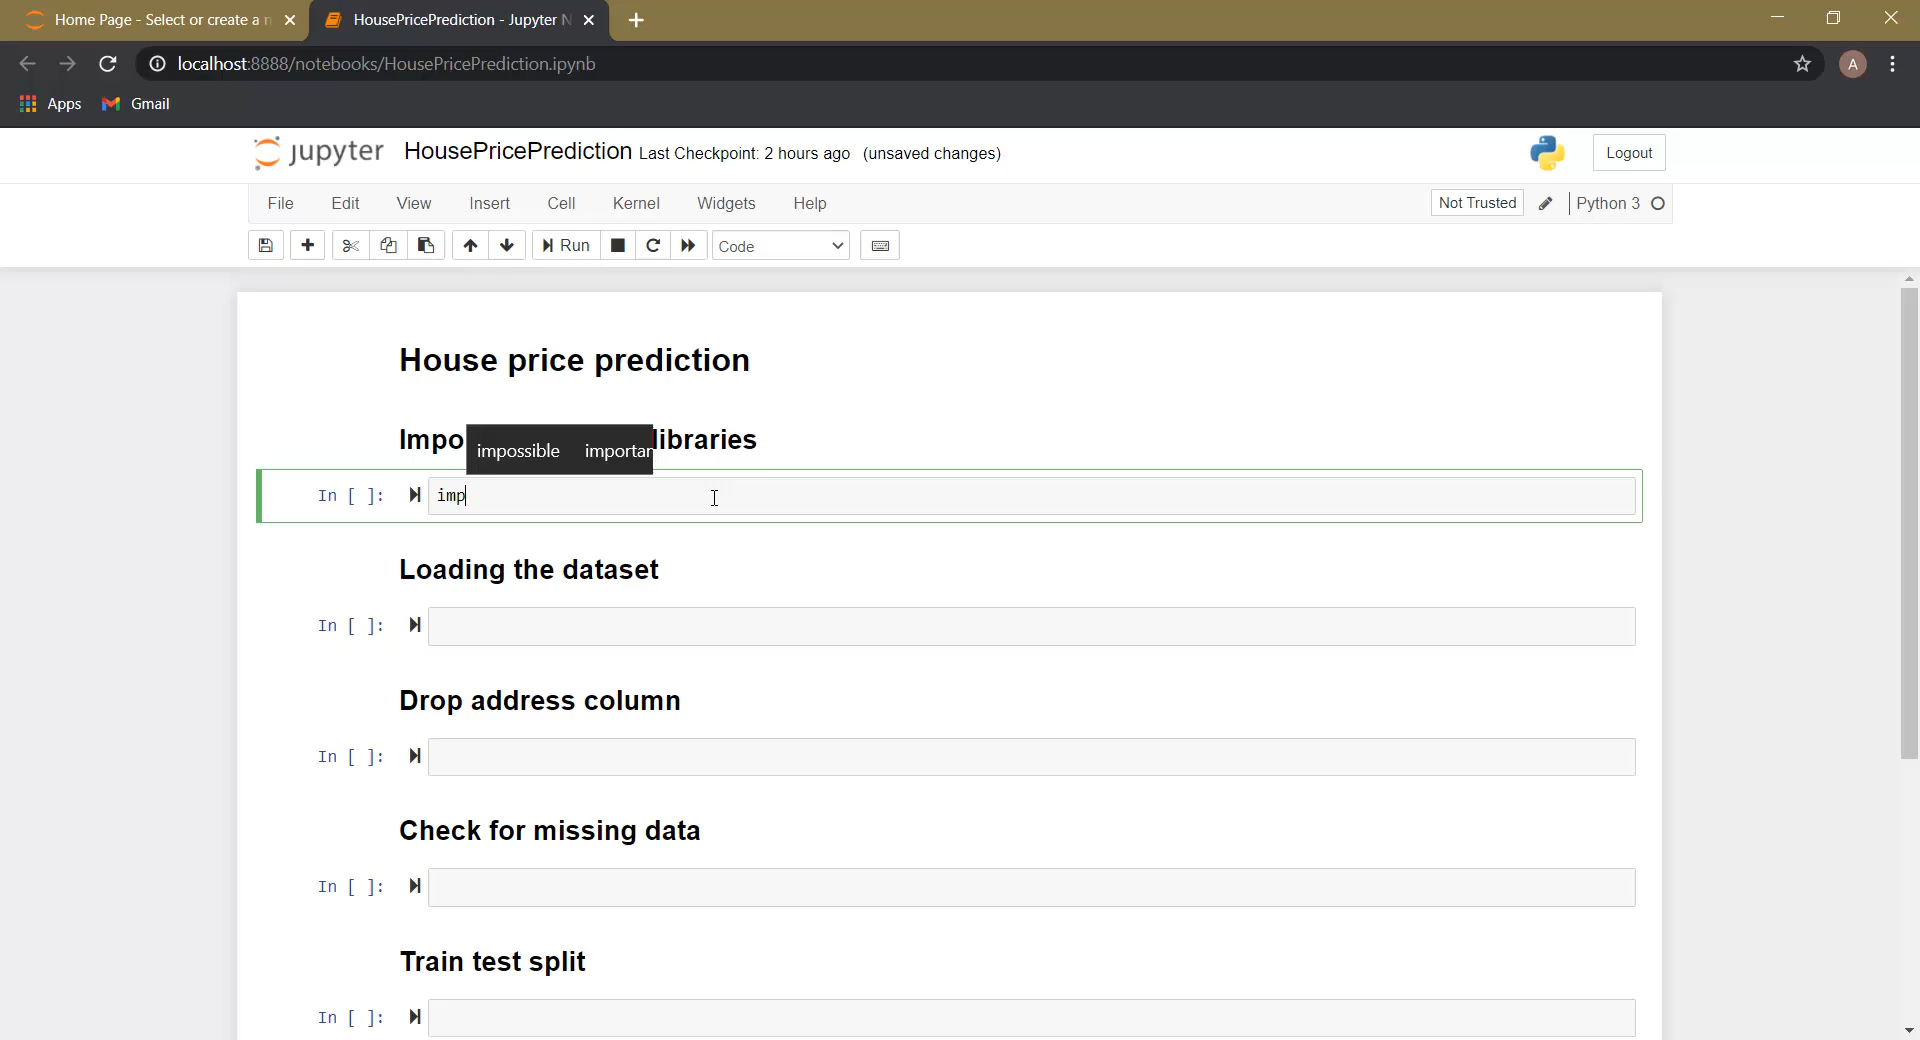 Home Page - Select or create a n
HousePricePrediction - Jupyter N
localhost:8888/notebooks/HousePricePrediction.ipynb
A
Apps Gmail
jupyter HousePricePrediction Last Checkpoint: 2 hours ago (unsaved changes)
Logout
File Edit View Insert Cell Kernel Widgets Help
Not Trusted Python 3
Run Code
House price prediction
Impo libraries
impossible importan
In [ ]: imp
Loading the dataset
In [ ]:
Drop address column
In [ ]:
Check for missing data
In [ ]:
Train test split
In [ ]: